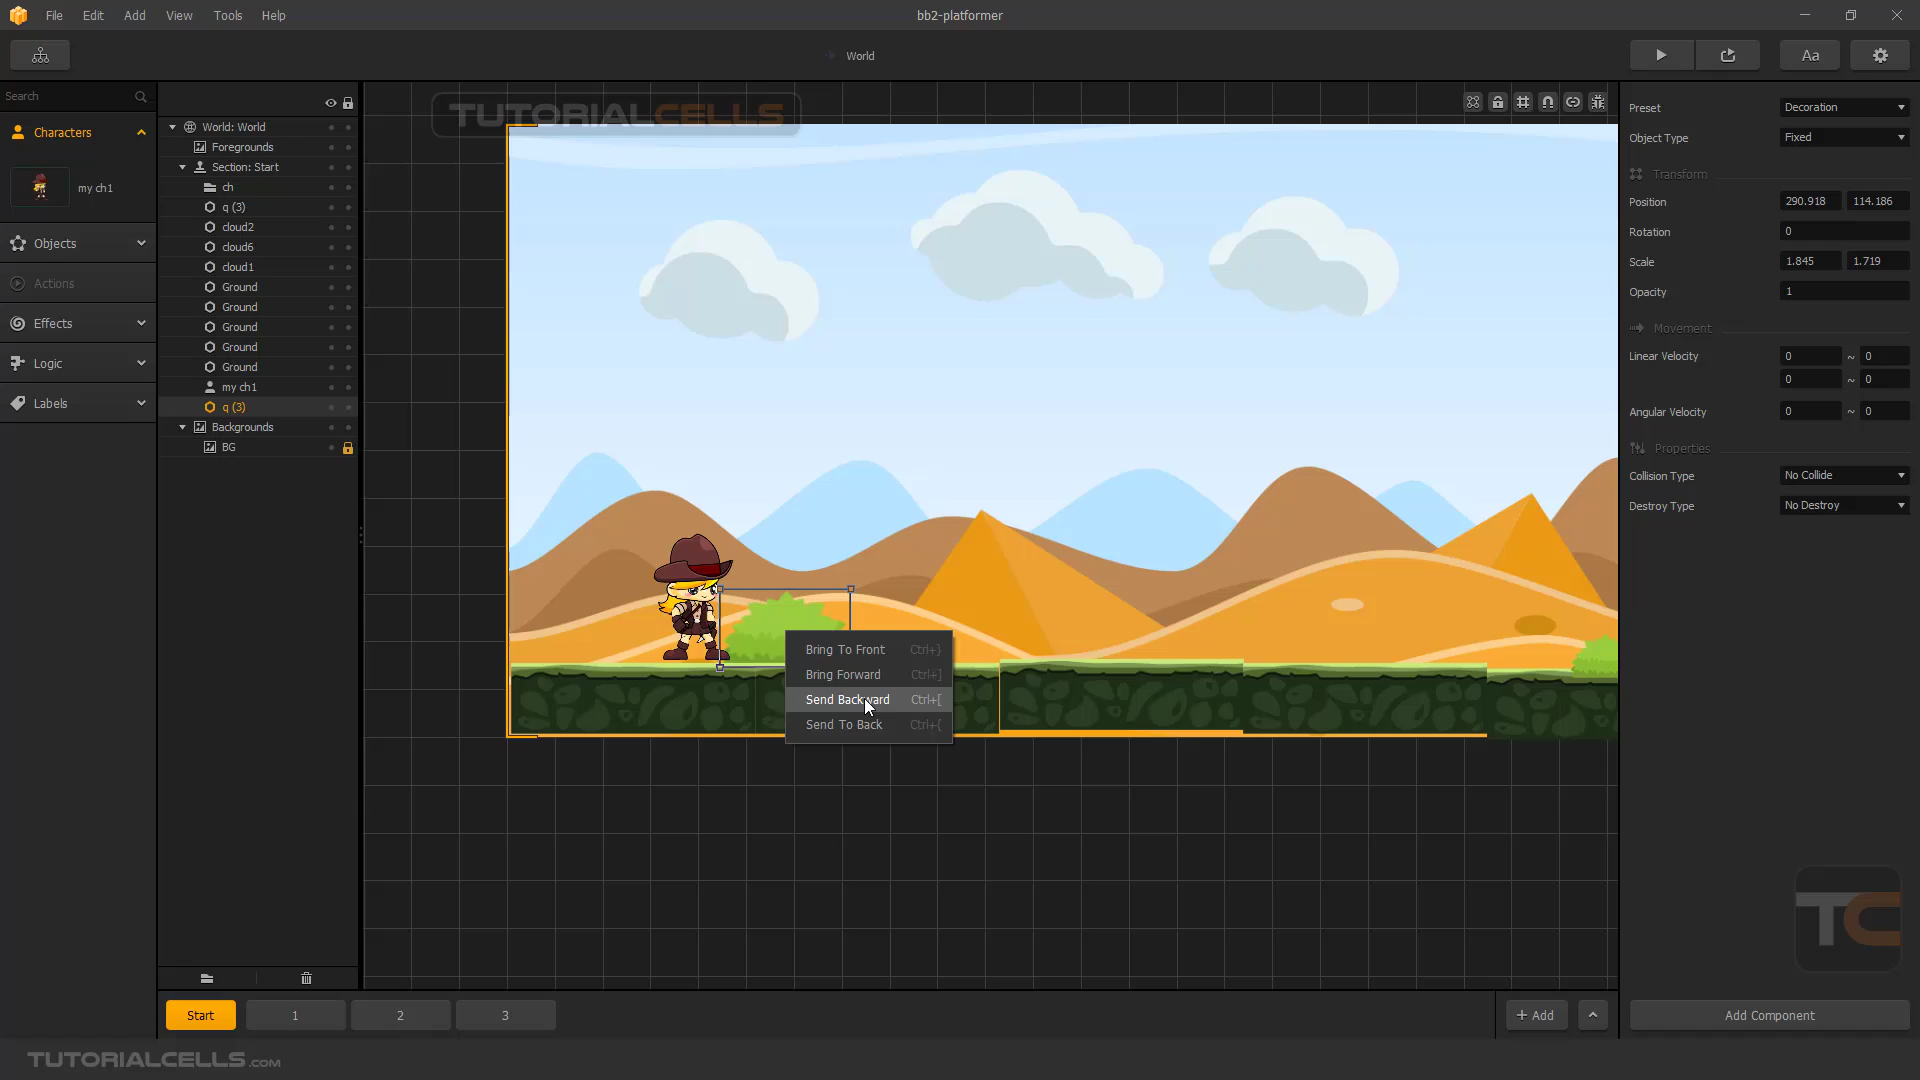 File Edit View Add Tools Help
bb2-platformer
World
Aa
Search
Characters
my ch1
Objects
Actions
Effects
Logic
Labels
World: World
Foregrounds
Section: Start
ch
q (3)
cloud2
cloud6
cloud1
Ground
Ground
Ground
Ground
Ground
my ch1
q (3)
Backgrounds
BG
TUTORIALCELLS
Bring To Front Ctrl+}
Bring Forward Ctrl+]
Send Backward Ctrl+[
Send To Back Ctrl+{
Preset Decoration
Object Type Fixed
Transform
Position 290.918 114.186
Rotation 0
Scale 1.845 1.719
Opacity 1
Movement
Linear Velocity 0 ~ 0
0 ~ 0
Angular Velocity 0 ~ 0
Properties
Collision Type No Collide
Destroy Type No Destroy
TC
Start 1 2 3
+ Add
Add Component
TUTORIALCELLS.COM